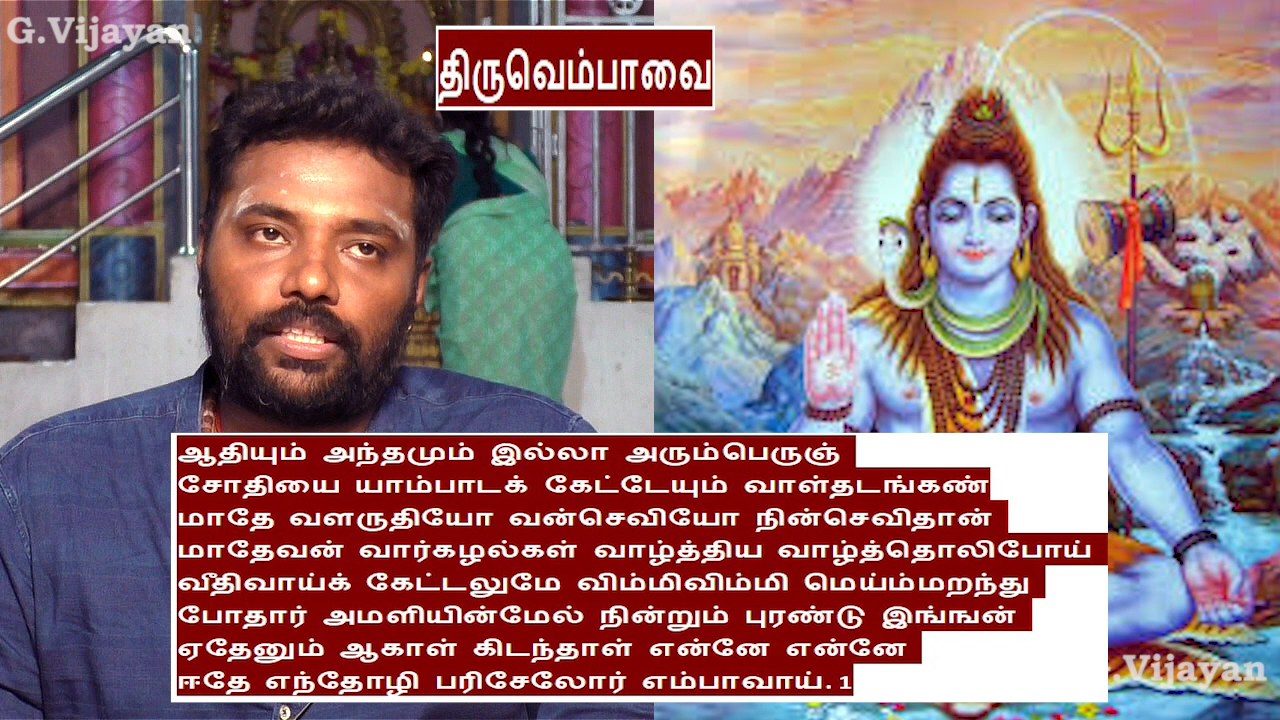 G.Vijayan
திருவெம்பாவை
ஆதியும் அந்தமும் இல்லா அரும்பெருஞ்
சோதியை யாம்பாடக் கேட்டேயும் வாள்தடங்கண்
மாதே வளருதியோ வன்செவியோ நின்செவிதான்
மாதேவன் வார்கழல்கள் வாழ்த்திய வாழ்த்தொலிபோய்
வீதிவாய்க் கேட்டலுமே விம்மிவிம்மி மெய்ம்மறந்து
போதார் அமளியின்மேல் நின்றும் புரண்டு இங்ஙன்
ஏதேனும் ஆகாள் கிடந்தாள் என்னே என்னே
ஈதே எந்தோழி பரிசேலோர் எம்பாவாய். 1
.Vijayan